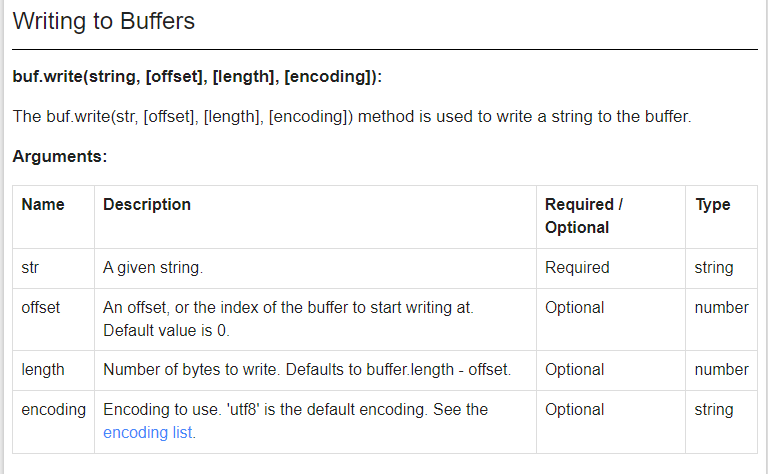 Writing to Buffers
buf.write(string, [offset], [length], [encoding]):
The buf.write(str, [offset], [length], [encoding]) method is used to write a string to the buffer.
Arguments:
Name Description Required / Optional Type
str A given string. Required string
offset An offset, or the index of the buffer to start writing at. Optional number
Default value is 0.
length Number of bytes to write. Defaults to buffer.length - offset. Optional number
encoding Encoding to use. 'utf8' is the default encoding. See the Optional string
encoding list.